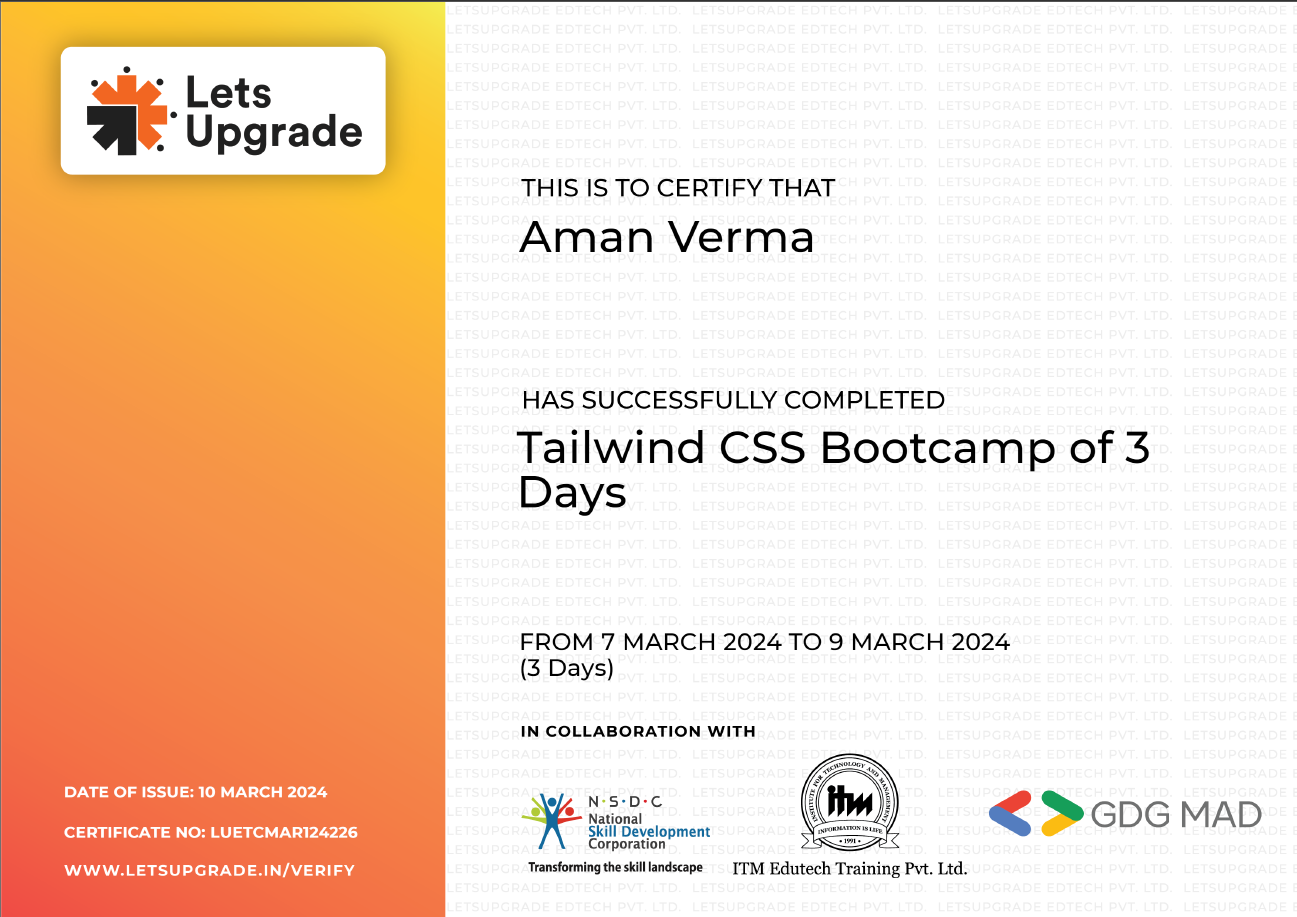 Lets
Upgrade
THIS IS TO CERTIFY THAT
Aman Verma
HAS SUCCESSFULLY COMPLETED
Tailwind CSS Bootcamp of 3
Days
FROM 7 MARCH 2024 TO 9 MARCH 2024
(3 Days)
IN COLLABORATION WITH
N·S·D·C
National
Skill Development
Corporation
Transforming the skill landscape
INSTITUTE FOR TECHNOLOGY AND MANAGEMENT
itm
INFORMATION IS LIFE
• 1991 •
ITM Edutech Training Pvt. Ltd.
GDG MAD
DATE OF ISSUE: 10 MARCH 2024
CERTIFICATE NO: LUETCMAR124226
WWW.LETSUPGRADE.IN/VERIFY
LETSUPGRADE EDTECH PVT. LTD.